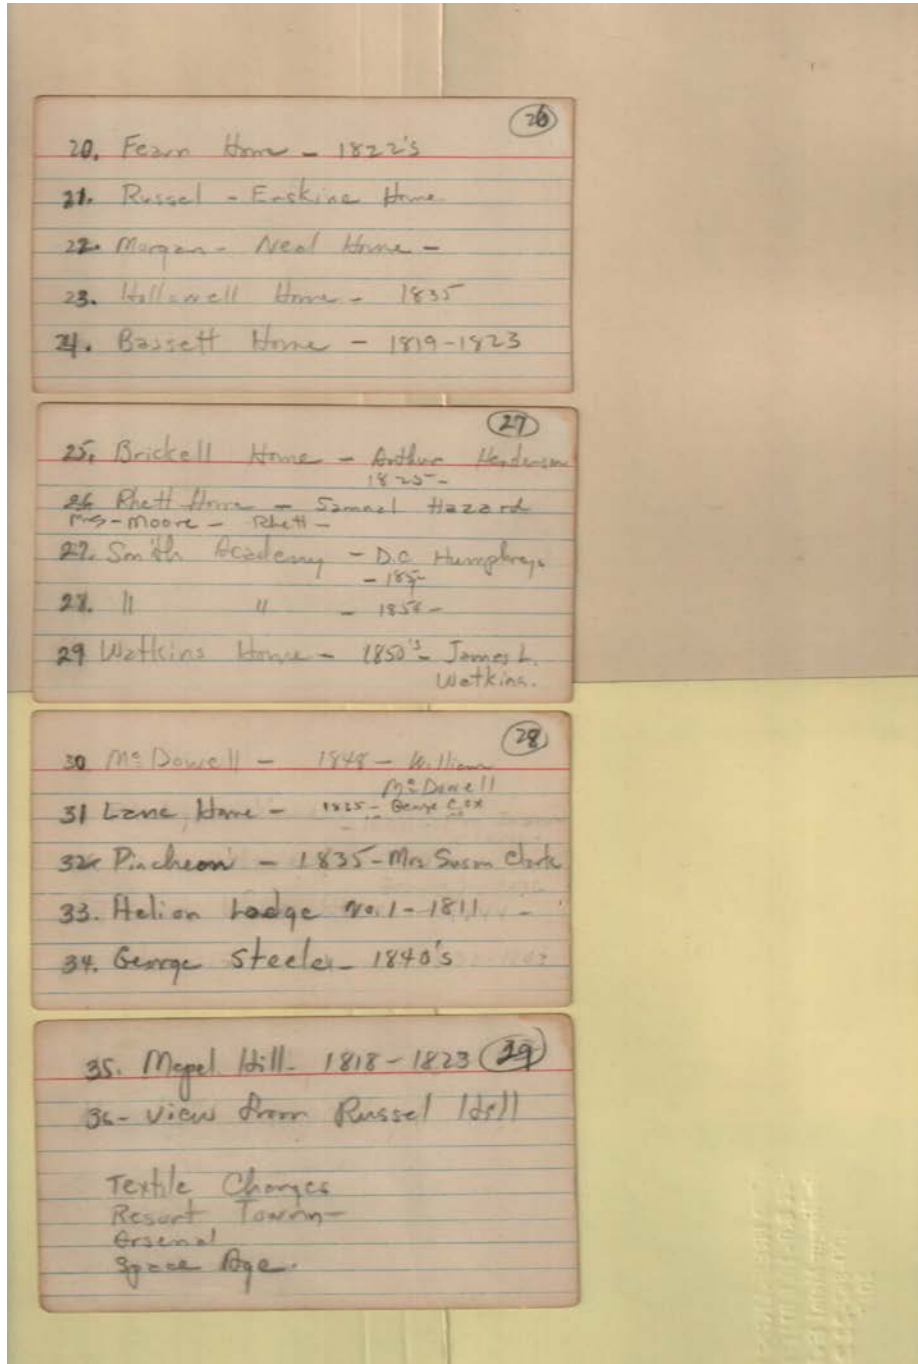 26
20. Fearn Home - 1822's
21. Russel - Erskine Home
22. Morgan - Neal Home -
23. Hallowell Home - 1835
24. Bassett Home - 1819-1823
27
25. Brickell Home - Arthur Henderson
1825 -
26 Rhett Home - Samuel Hazard
Mrs - Moore - Rhett -
27. Smith Academy - D.C. Humphreys
28. " " -
29 Watkins Home - 1850's - James L.
Watkins.
28
30 McDowell - 1848 - William
McDowell
31 Lane Home - 1825 - George Cox
32 - 1835 - Mrs Susan Clark
33. Helion Lodge No. 1 - 1811
34. George Steele - 1840's
29
35. Mapel Hill - 1818 - 1823
36 - View from Russel Hill
Textile Changes
Resort Town -
Arsenal
Space Age.